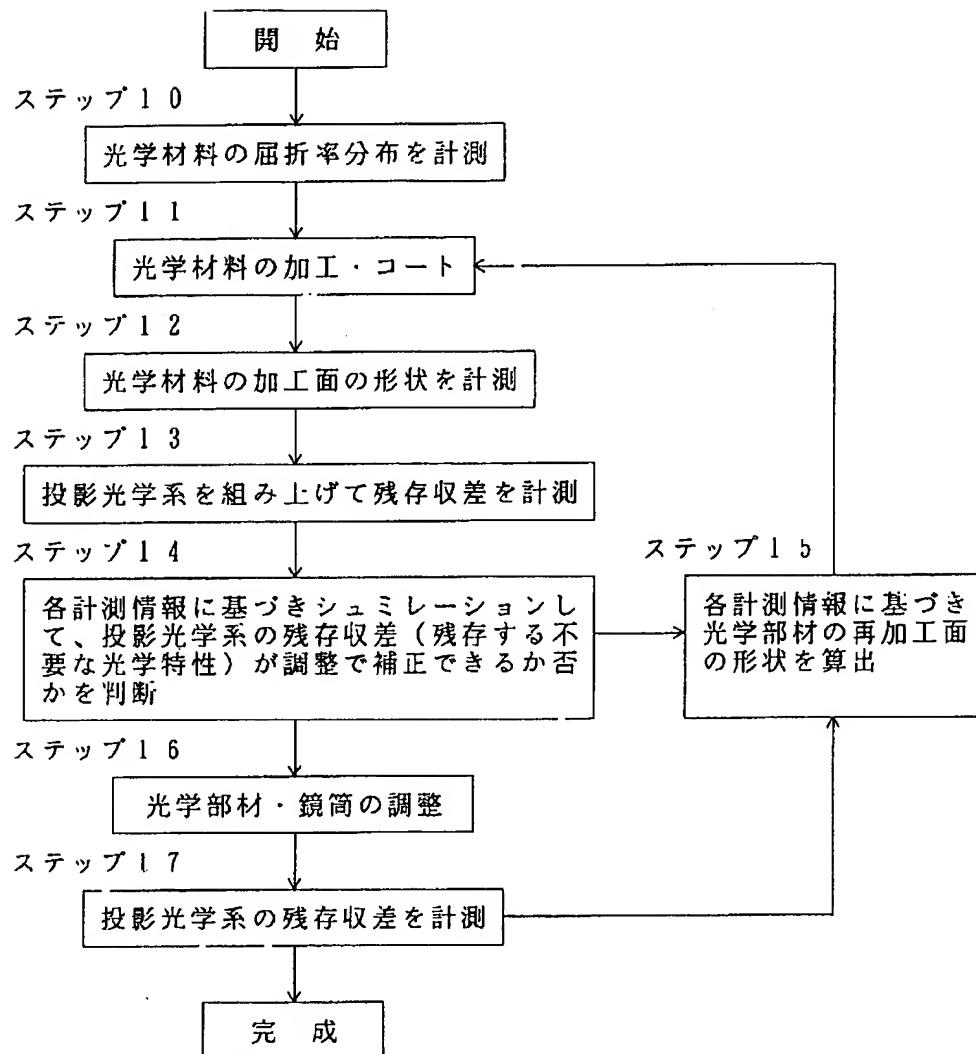 開 始
ステップ10
光学材料の屈折率分布を計測
ステップ11
光学材料の加工・コート
ステップ12
光学材料の加工面の形状を計測
ステップ13
投影光学系を組み上げて残存収差を計測
ステップ14
各計測情報に基づきシュミレーションし
て、投影光学系の残存収差(残存する不
要な光学特性)が調整で補正できるか否
かを判断
ステップ15
各計測情報に基づき
光学部材の再加工面
の形状を算出
ステップ16
光学部材・鏡筒の調整
ステップ17
投影光学系の残存収差を計測
完 成